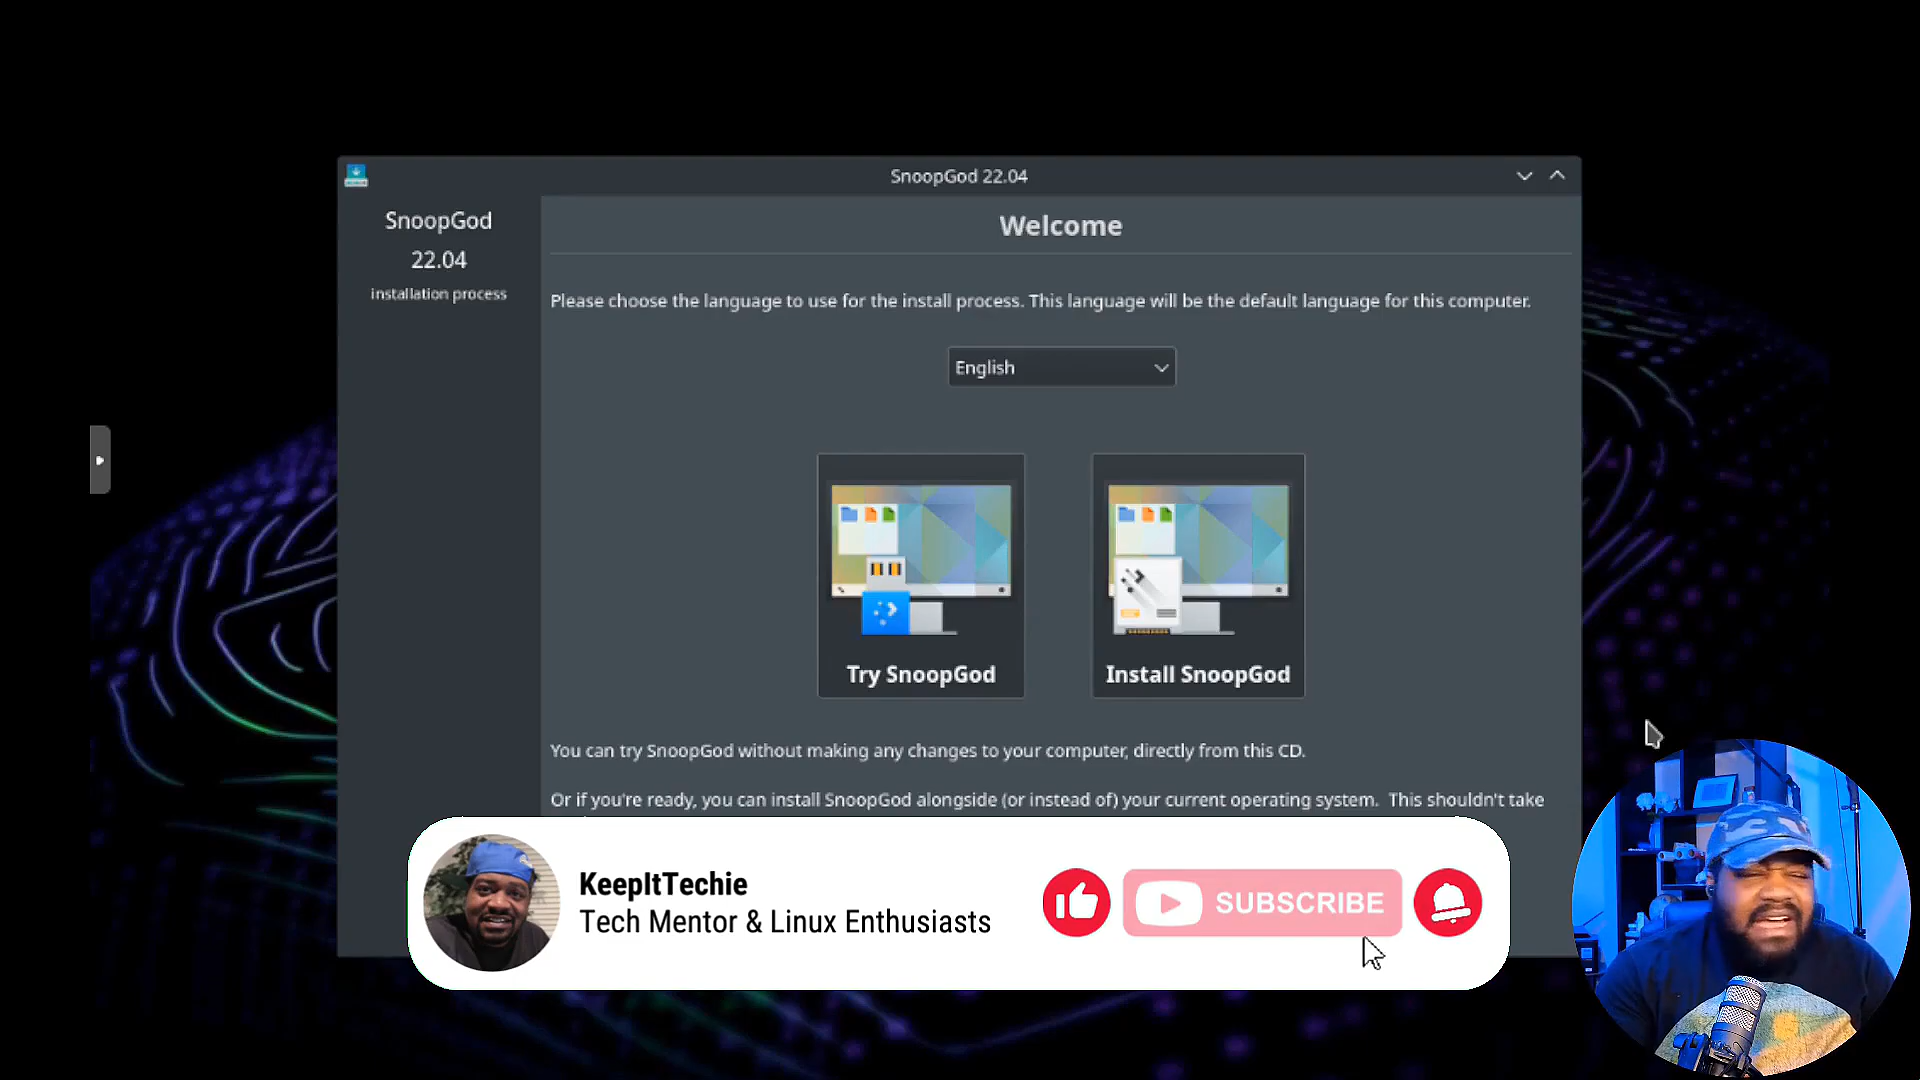 SnoopGod 22.04
SnoopGod
22.04
installation process
Welcome
Please choose the language to use for the install process. This language will be the default language for this computer.
English
Try SnoopGod
Install SnoopGod
You can try SnoopGod without making any changes to your computer, directly from this CD.
Or if you're ready, you can install SnoopGod alongside (or instead of) your current operating system. This shouldn't take
KeepItTechie
Tech Mentor & Linux Enthusiasts
SUBSCRIBE